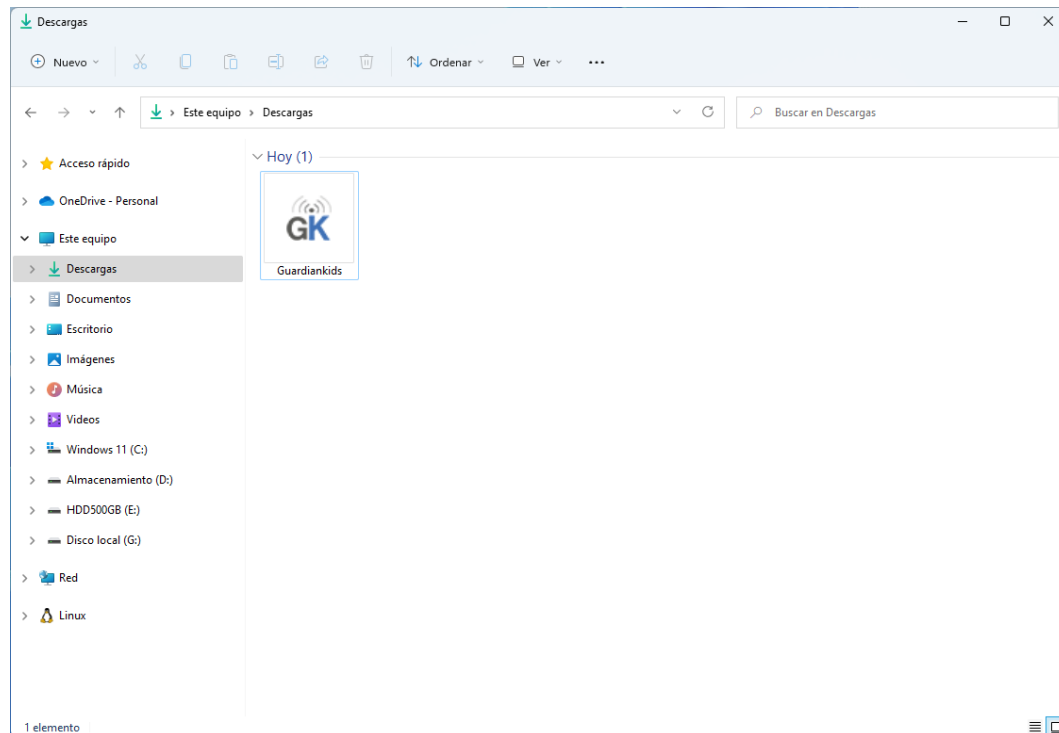 Descargas
Nuevo
Ordenar
Ver
Este equipo > Descargas
Buscar en Descargas
Acceso rápido
OneDrive - Personal
Este equipo
Descargas
Documentos
Escritorio
Imágenes
Música
Videos
Windows 11 (C:)
Almacenamiento (D:)
HDD500GB (E:)
Disco local (G:)
Red
Linux
Hoy (1)
GK
Guardiankids
1 elemento